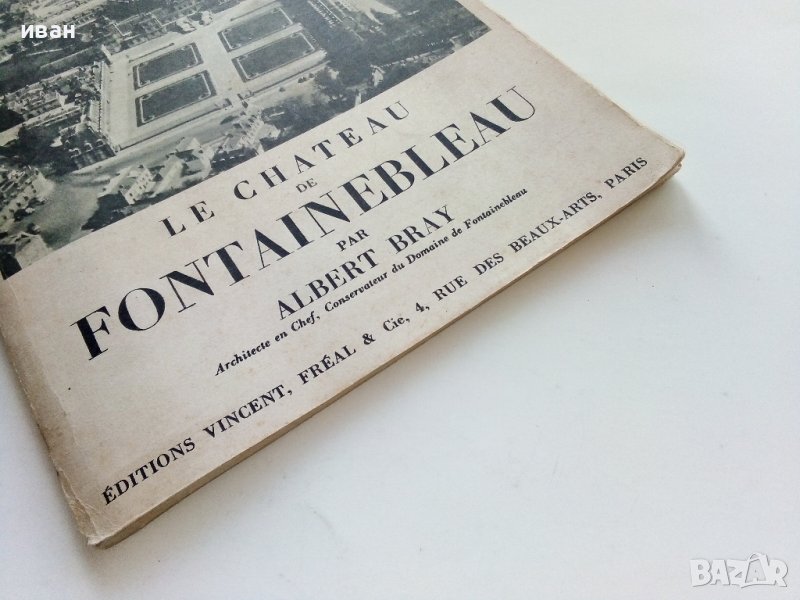 иван
LE CHATEAU
DE
FONTAINEBLEAU
PAR
ALBERT BRAY
Architecte en Chef, Conservateur du Domaine de Fontainebleau
ÉDITIONS VINCENT, FRÉAL & Cie, 4, RUE DES BEAUX-ARTS, PARIS
BAZAR